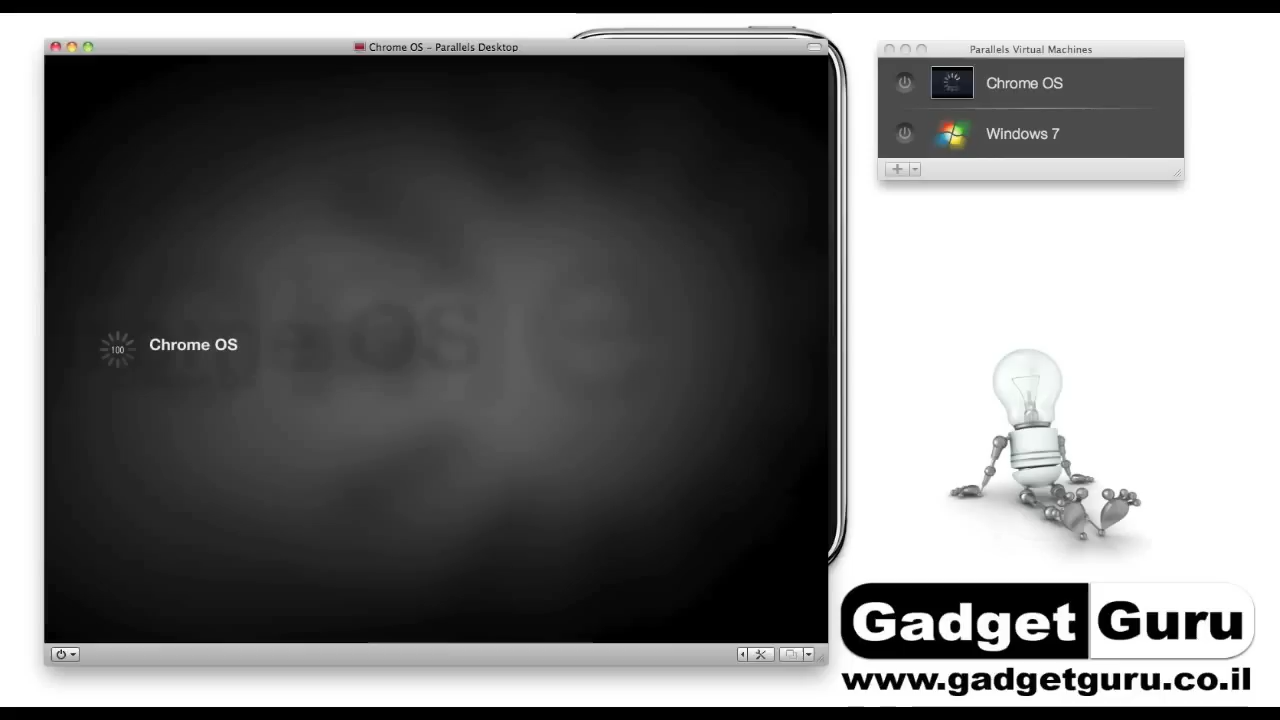 Chrome OS - Parallels Desktop
Parallels Virtual Machines
Chrome OS
Windows 7
100
Chrome OS
Gadget Guru
www.gadgetguru.co.il